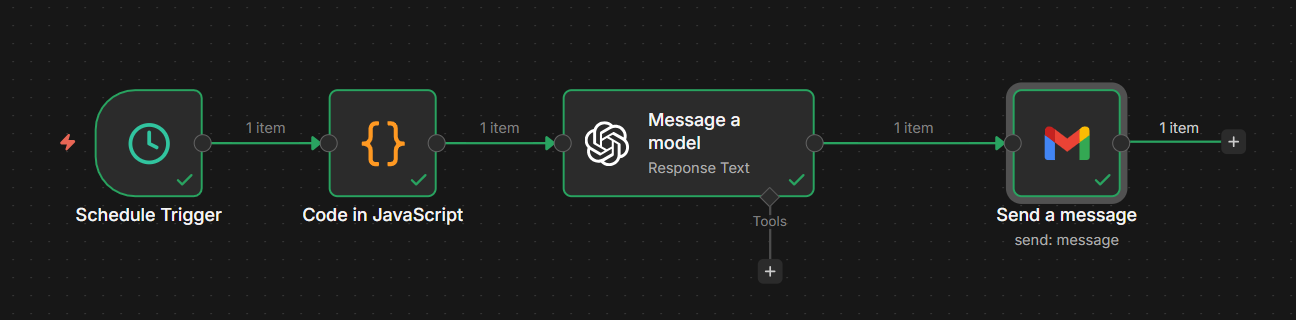 1 item
1 item
Message a
model
Response Text
1 item
1 item
Schedule Trigger
Code in JavaScript
Tools
Send a message
send: message